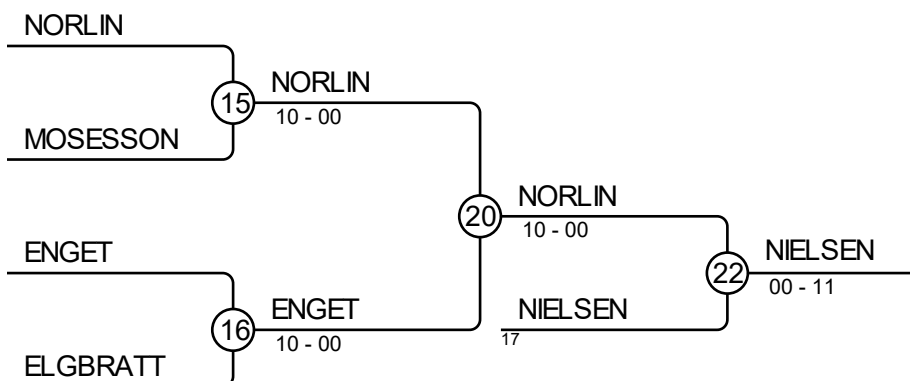 NORLIN
15
NORLIN
10 - 00
MOSESSON
20
NORLIN
10 - 00
ENGET
22
NIELSEN
00 - 11
16
ENGET
10 - 00
NIELSEN
17
ELGBRATT